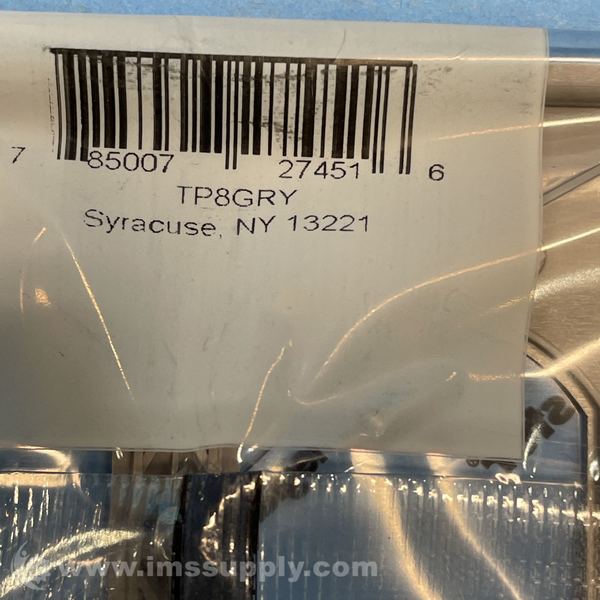 7 85007 27451 6
TP8GRY
Syracuse, NY 13221
www.imssupply.com